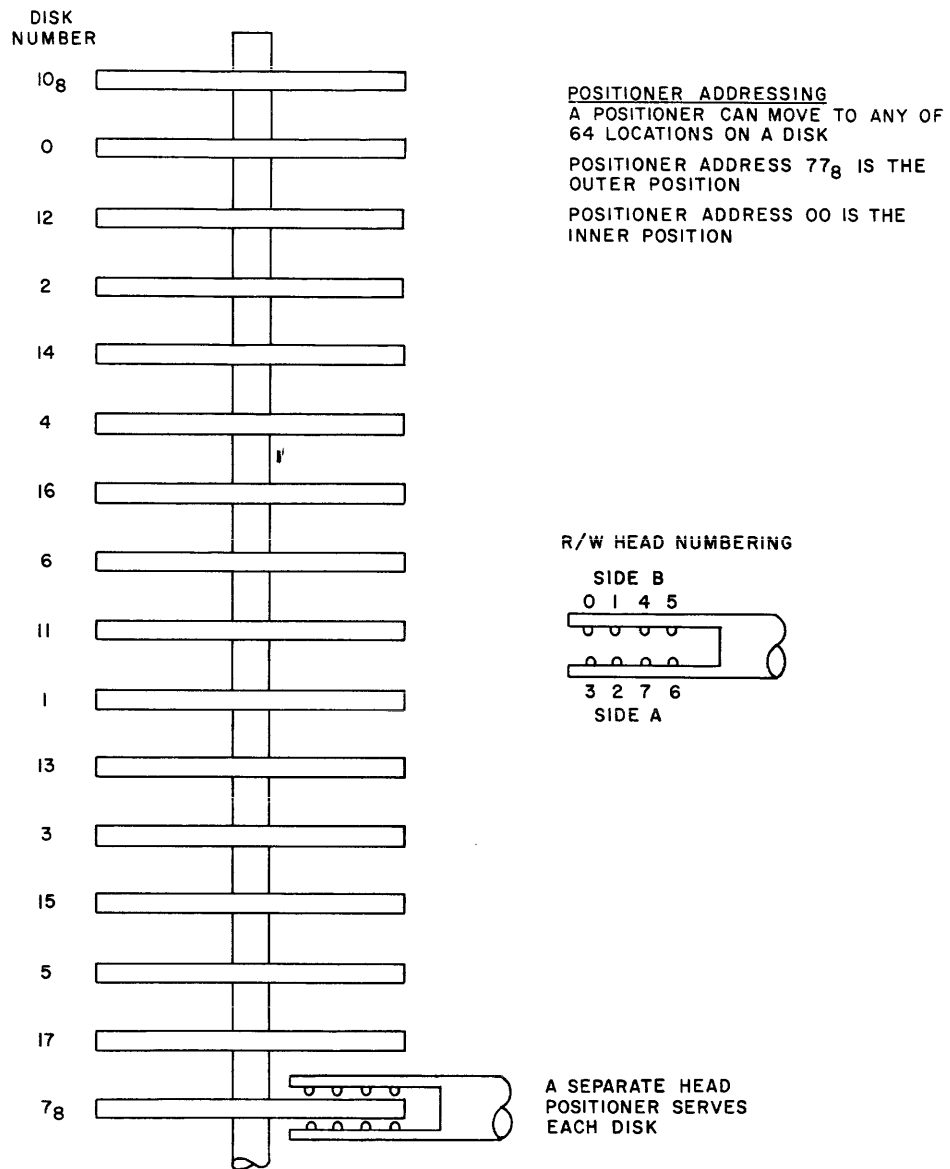 DISK
NUMBER
10₈
0
12
2
14
4
16
6
11
1
13
3
15
5
17
7₈
POSITIONER ADDRESSING
A POSITIONER CAN MOVE TO ANY OF
64 LOCATIONS ON A DISK
POSITIONER ADDRESS 77₈ IS THE
OUTER POSITION
POSITIONER ADDRESS 00 IS THE
INNER POSITION
R/W HEAD NUMBERING
SIDE B
0 1 4 5
3 2 7 6
SIDE A
A SEPARATE HEAD
POSITIONER SERVES
EACH DISK